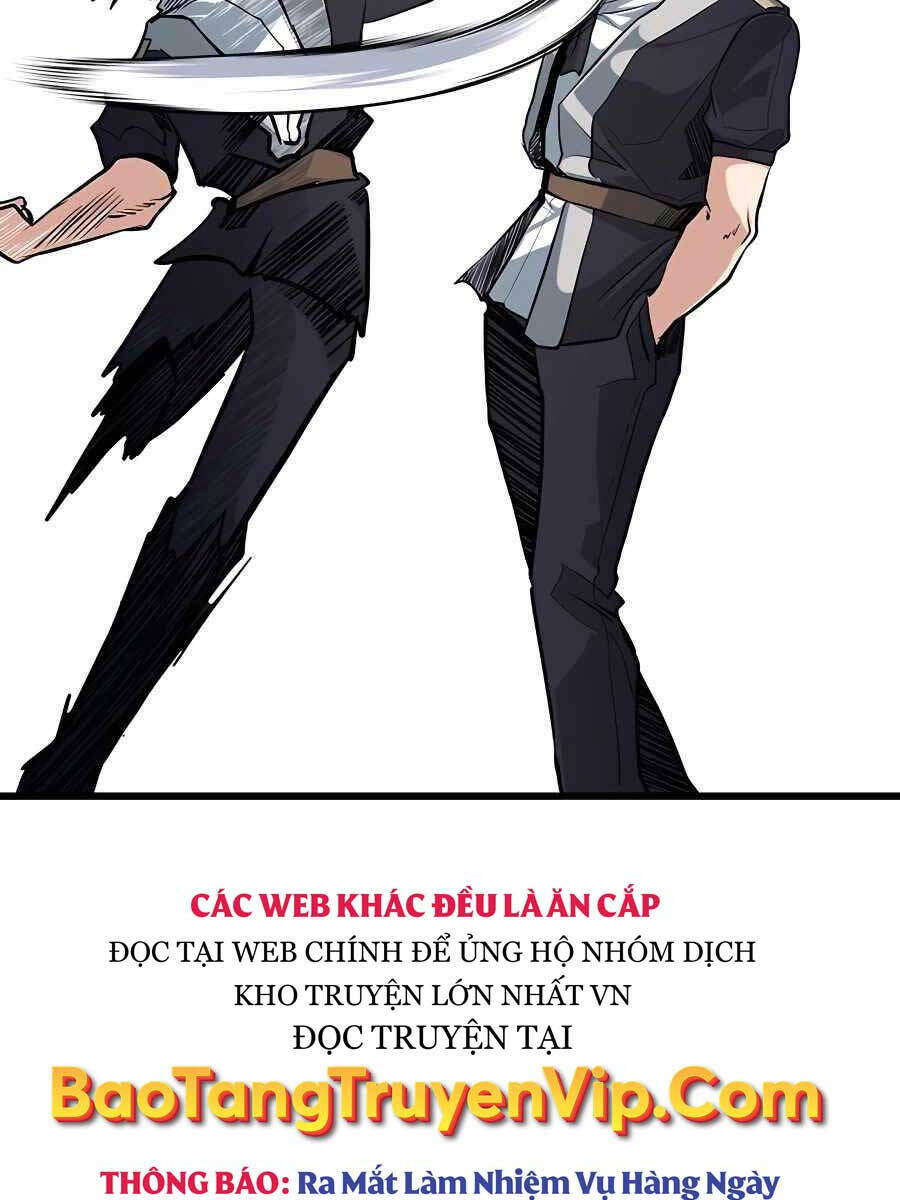 CÁC WEB KHÁC ĐỀU LÀ ĂN CẮP
ĐỌC TẠI WEB CHÍNH ĐỂ ỦNG HỘ NHÓM DỊCH
KHO TRUYỆN LỚN NHẤT VN
ĐỌC TRUYỆN TẠI
BaoTangTruyenVip.Com
THÔNG BÁO: Ra Mắt Làm Nhiệm Vụ Hàng Ngày